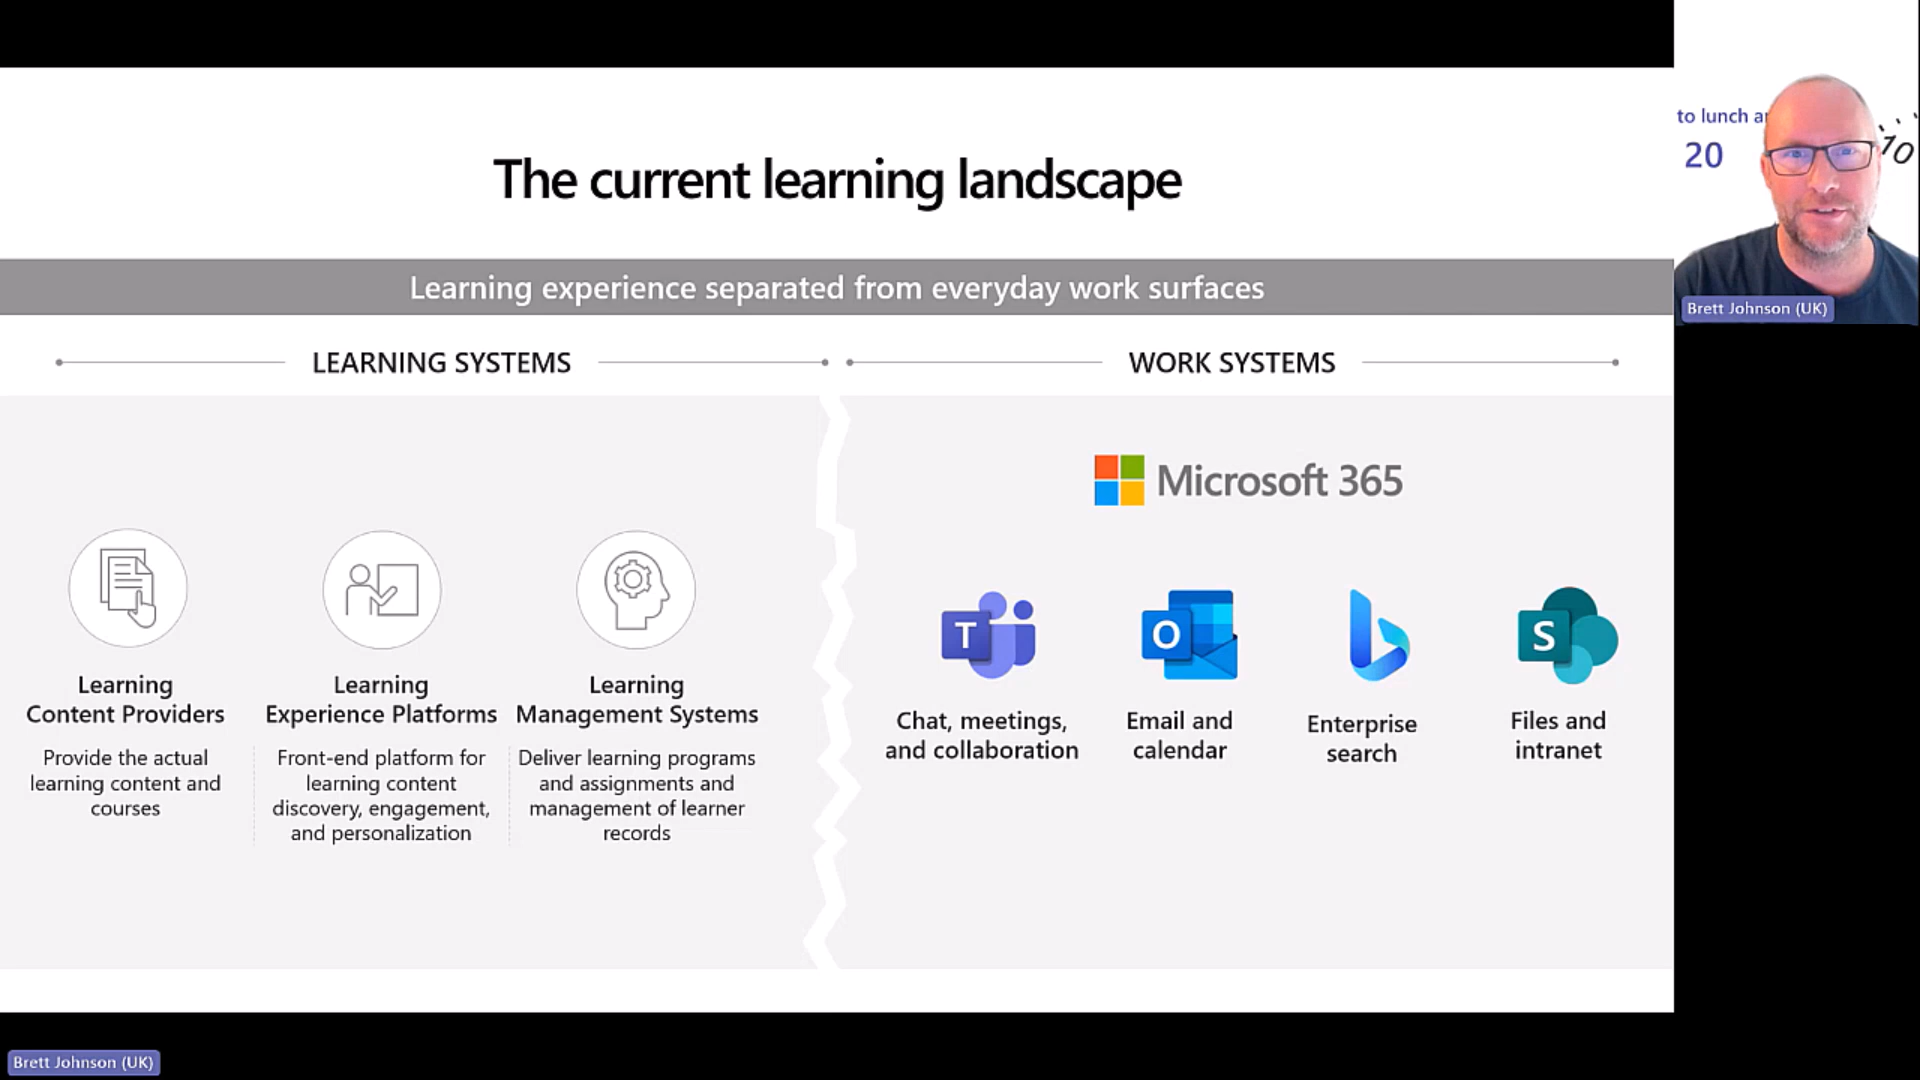 The current learning landscape
Learning experience separated from everyday work surfaces
LEARNING SYSTEMS
WORK SYSTEMS
Microsoft 365
Learning
Content Providers
Provide the actual
learning content and
courses
Learning
Experience Platforms
Front-end platform for
learning content
discovery, engagement,
and personalization
Learning
Management Systems
Deliver learning programs
and assignments and
management of learner
records
T
Chat, meetings,
and collaboration
O
Email and
calendar
Enterprise
search
S
Files and
intranet
to lunch a
20
10
Brett Johnson (UK)
Brett Johnson (UK)